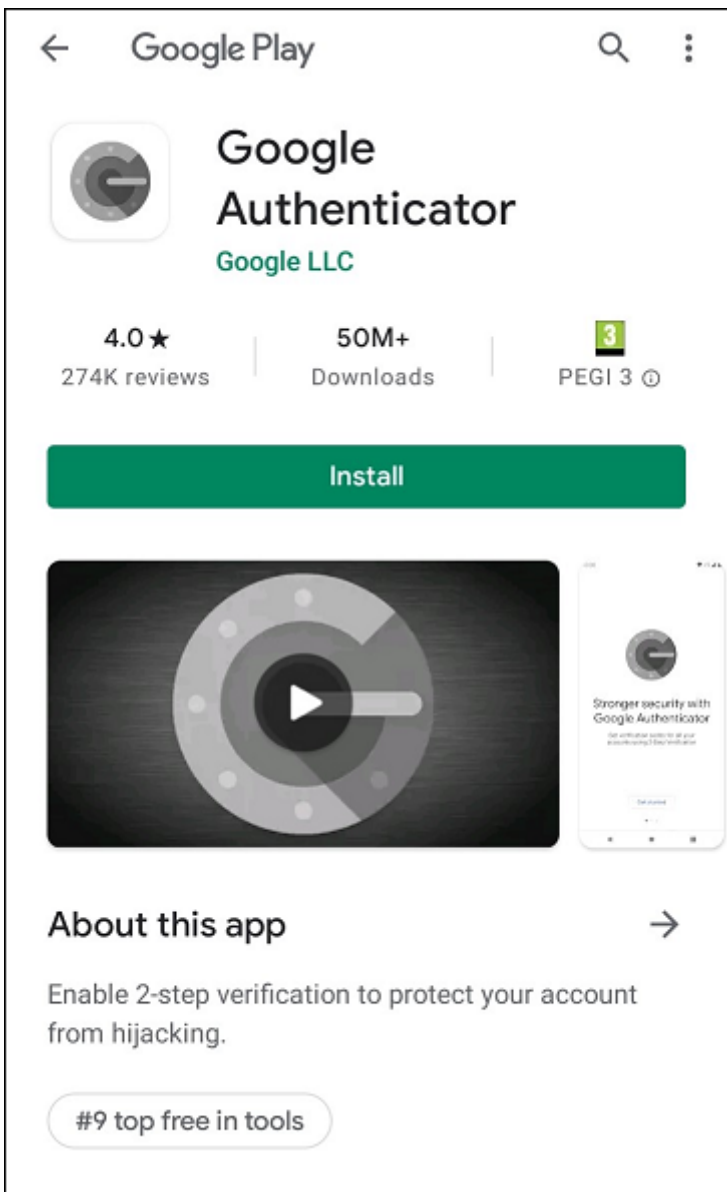 Google Play
Google
Authenticator
Google LLC
4.0★
274K reviews
50M+
Downloads
3
PEGI 3
Install
Stronger security with
Google Authenticator
Get started
About this app
Enable 2-step verification to protect your account
from hijacking.
#9 top free in tools